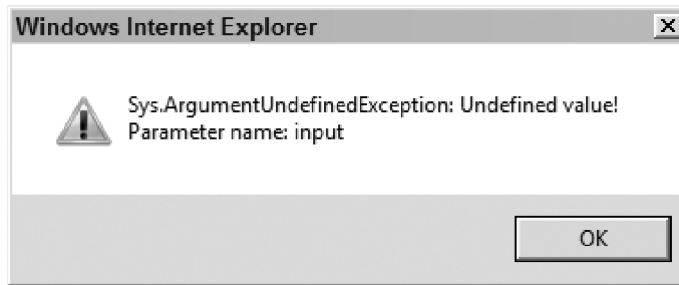 Windows Internet Explorer
Sys.ArgumentUndefinedException: Undefined value!
Parameter name: input
OK